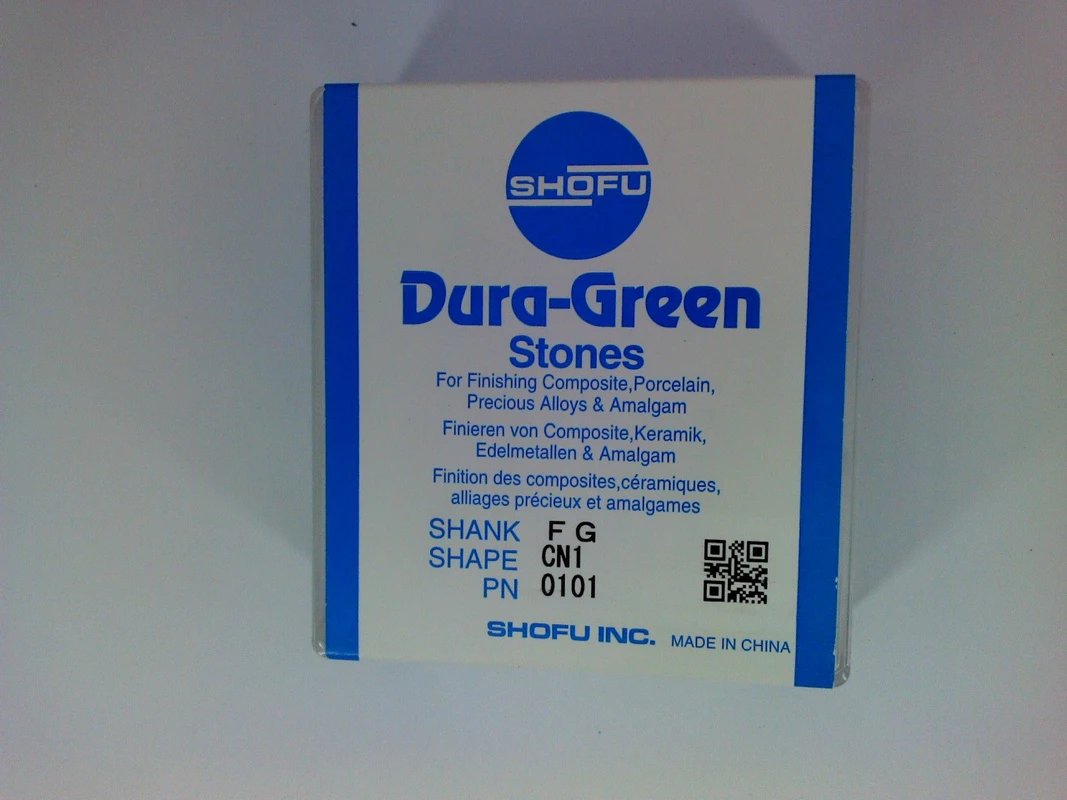 SHOFU
Dura-Green
Stones
For Finishing Composite,Porcelain,
Precious Alloys & Amalgam
Finieren von Composite,Keramik,
Edelmetallen & Amalgam
Finition des composites,céramiques,
alliages précieux et amalgames
SHANK FG
SHAPE CN1
PN 0101
SHOFU INC. MADE IN CHINA